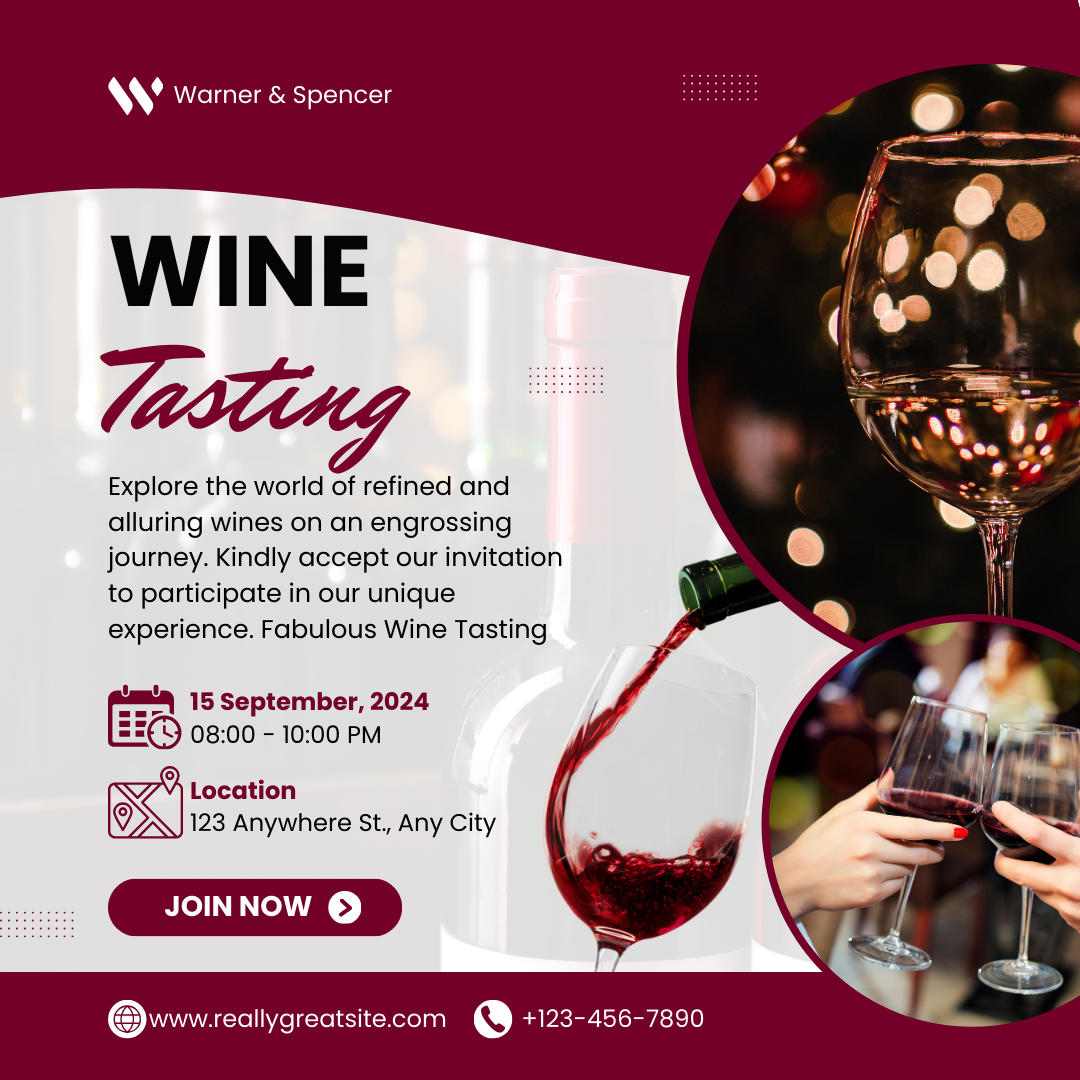 Warner & Spencer
WINE
Tasting
Explore the world of refined and
alluring wines on an engrossing
journey. Kindly accept our invitation
to participate in our unique
experience. Fabulous Wine Tasting
15 September, 2024
08:00 - 10:00 PM
Location
123 Anywhere St., Any City
JOIN NOW
www.reallygreatsite.com
+123-456-7890